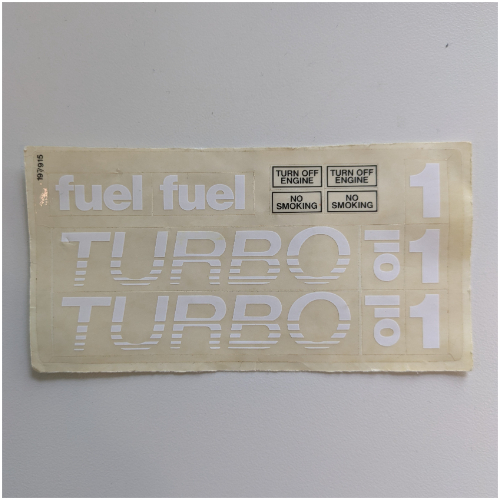 197915
fuel fuel
TURN OFF ENGINE
TURN OFF ENGINE
NO SMOKING
NO SMOKING
1
TURBO oil 1
TURBO oil 1